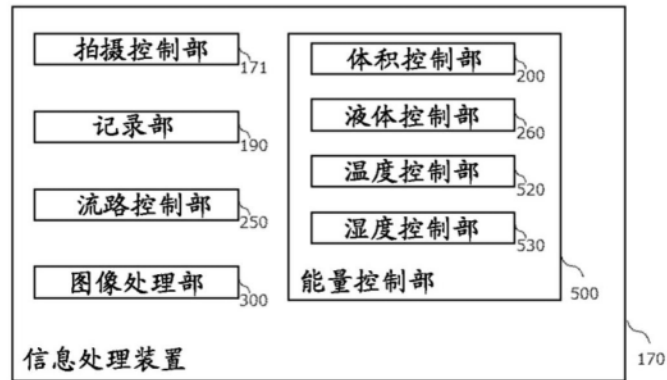 拍摄控制部
171
记录部
190
流路控制部
250
图像处理部
300
体积控制部
200
液体控制部
260
温度控制部
520
湿度控制部
530
能量控制部
500
信息处理装置
170